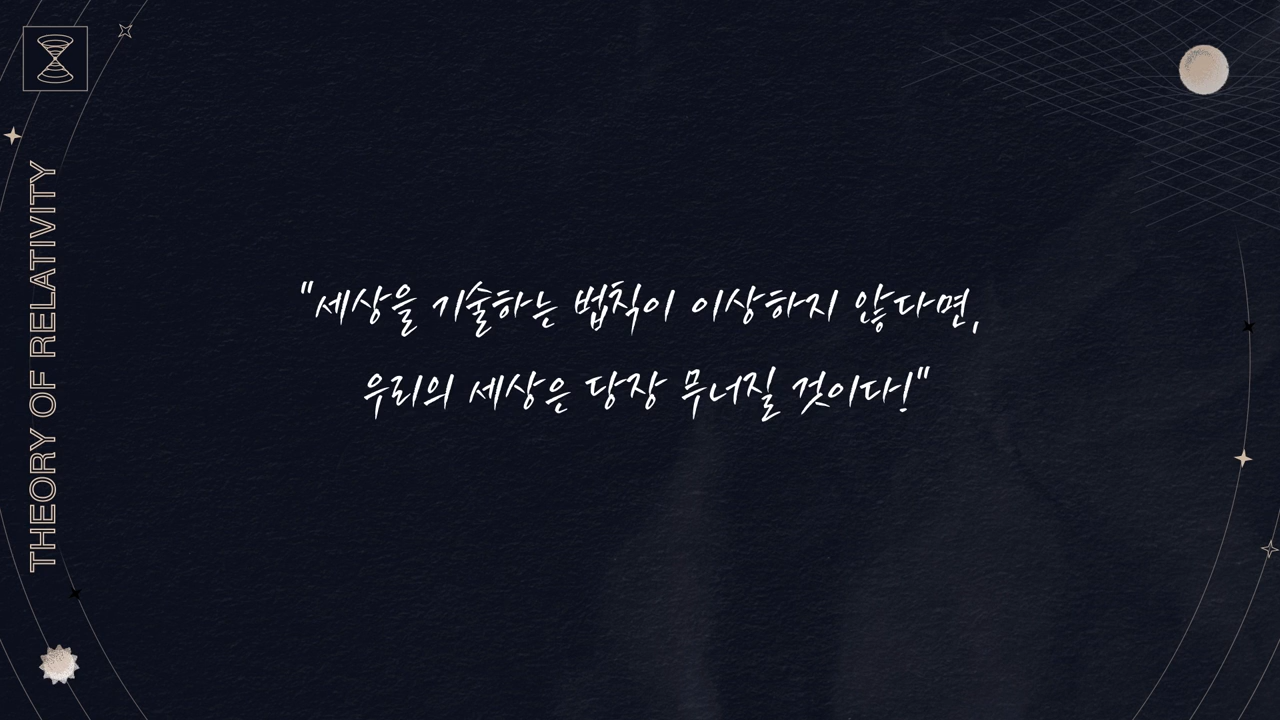 THEORY OF RELATIVITY
"세상을 기술하는 법칙이 이상하지 않다면,
우리의 세상은 당장 무너질 것이다!"